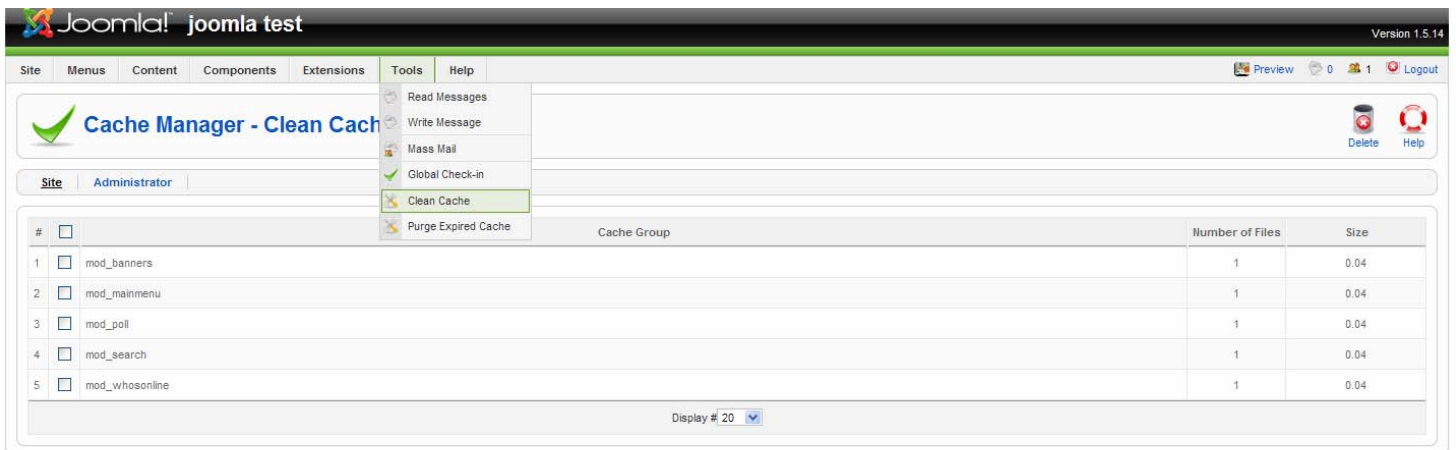 Joomla! joomla test
Version 1.5.14
Site Menus Content Components Extensions Tools Help Preview 0 1 Logout
Read Messages
Write Message
Mass Mail
Global Check-in
Clean Cache
Purge Expired Cache
Cache Manager - Clean Cach
Delete Help
Site Administrator
# Cache Group Number of Files Size
1 mod_banners 1 0.04
2 mod_mainmenu 1 0.04
3 mod_poll 1 0.04
4 mod_search 1 0.04
5 mod_whosonline 1 0.04
Display # 20